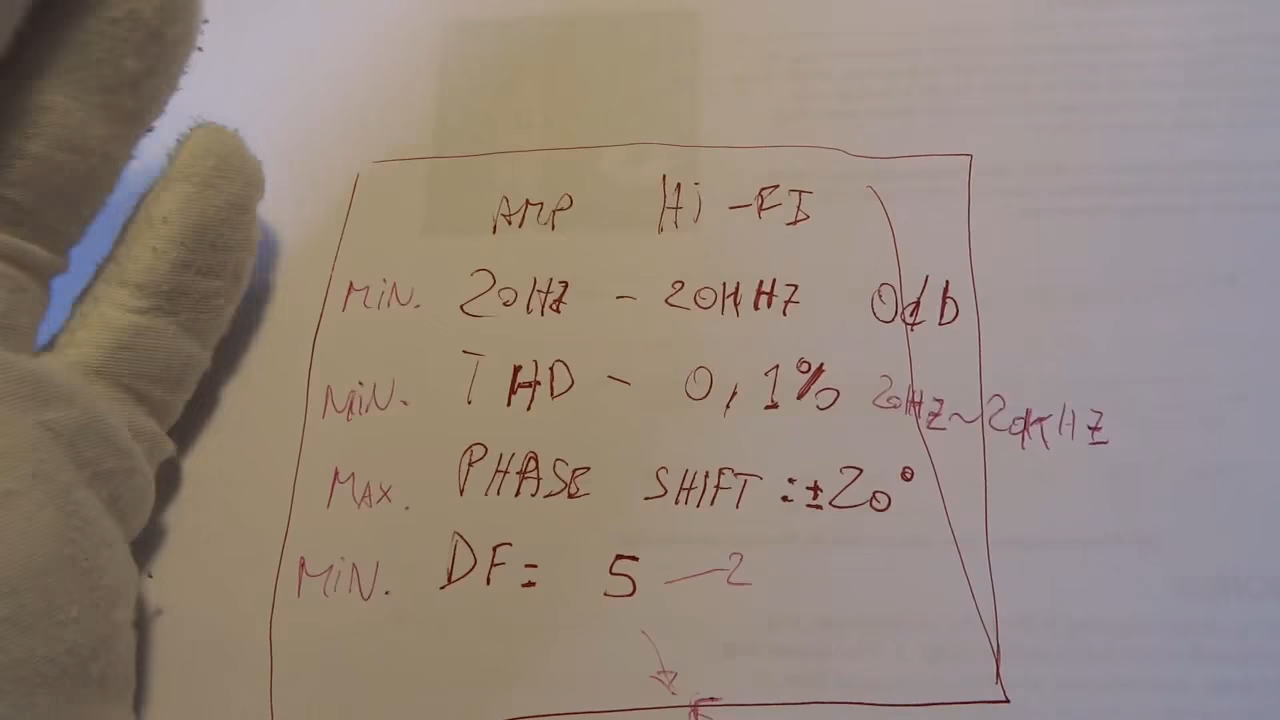 AMP Hi-FI
MiN. 20HZ - 20HHZ 0db
MiN. THD - 0,1% 20HZ~20KHZ
MAX. PHASE SHIFT :±20°
MiN. DF= 5 - 2